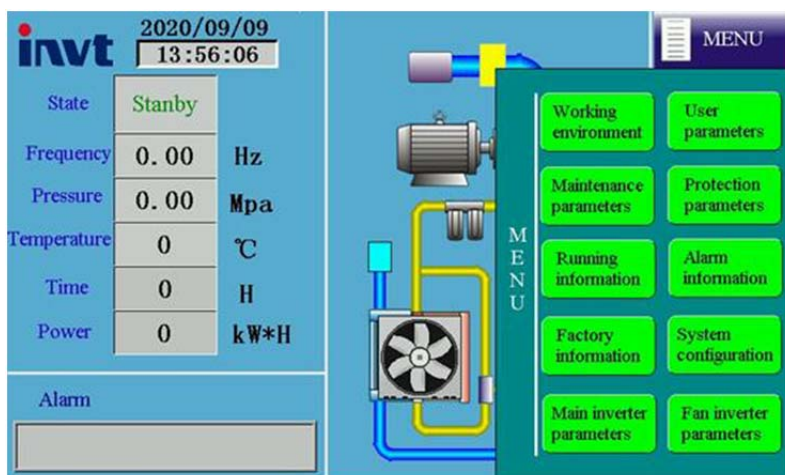 invt
2020/09/09
13:56:06
State
Stanby
Frequency
0.00
Hz
Pressure
0.00
Mpa
Temperature
0
℃
Time
0
H
Power
0
kW*H
Alarm
MENU
MENU
Working
environment
User
parameters
Maintenance
parameters
Protection
parameters
Running
information
Alarm
information
Factory
information
System
configuration
Main inverter
parameters
Fan inverter
parameters